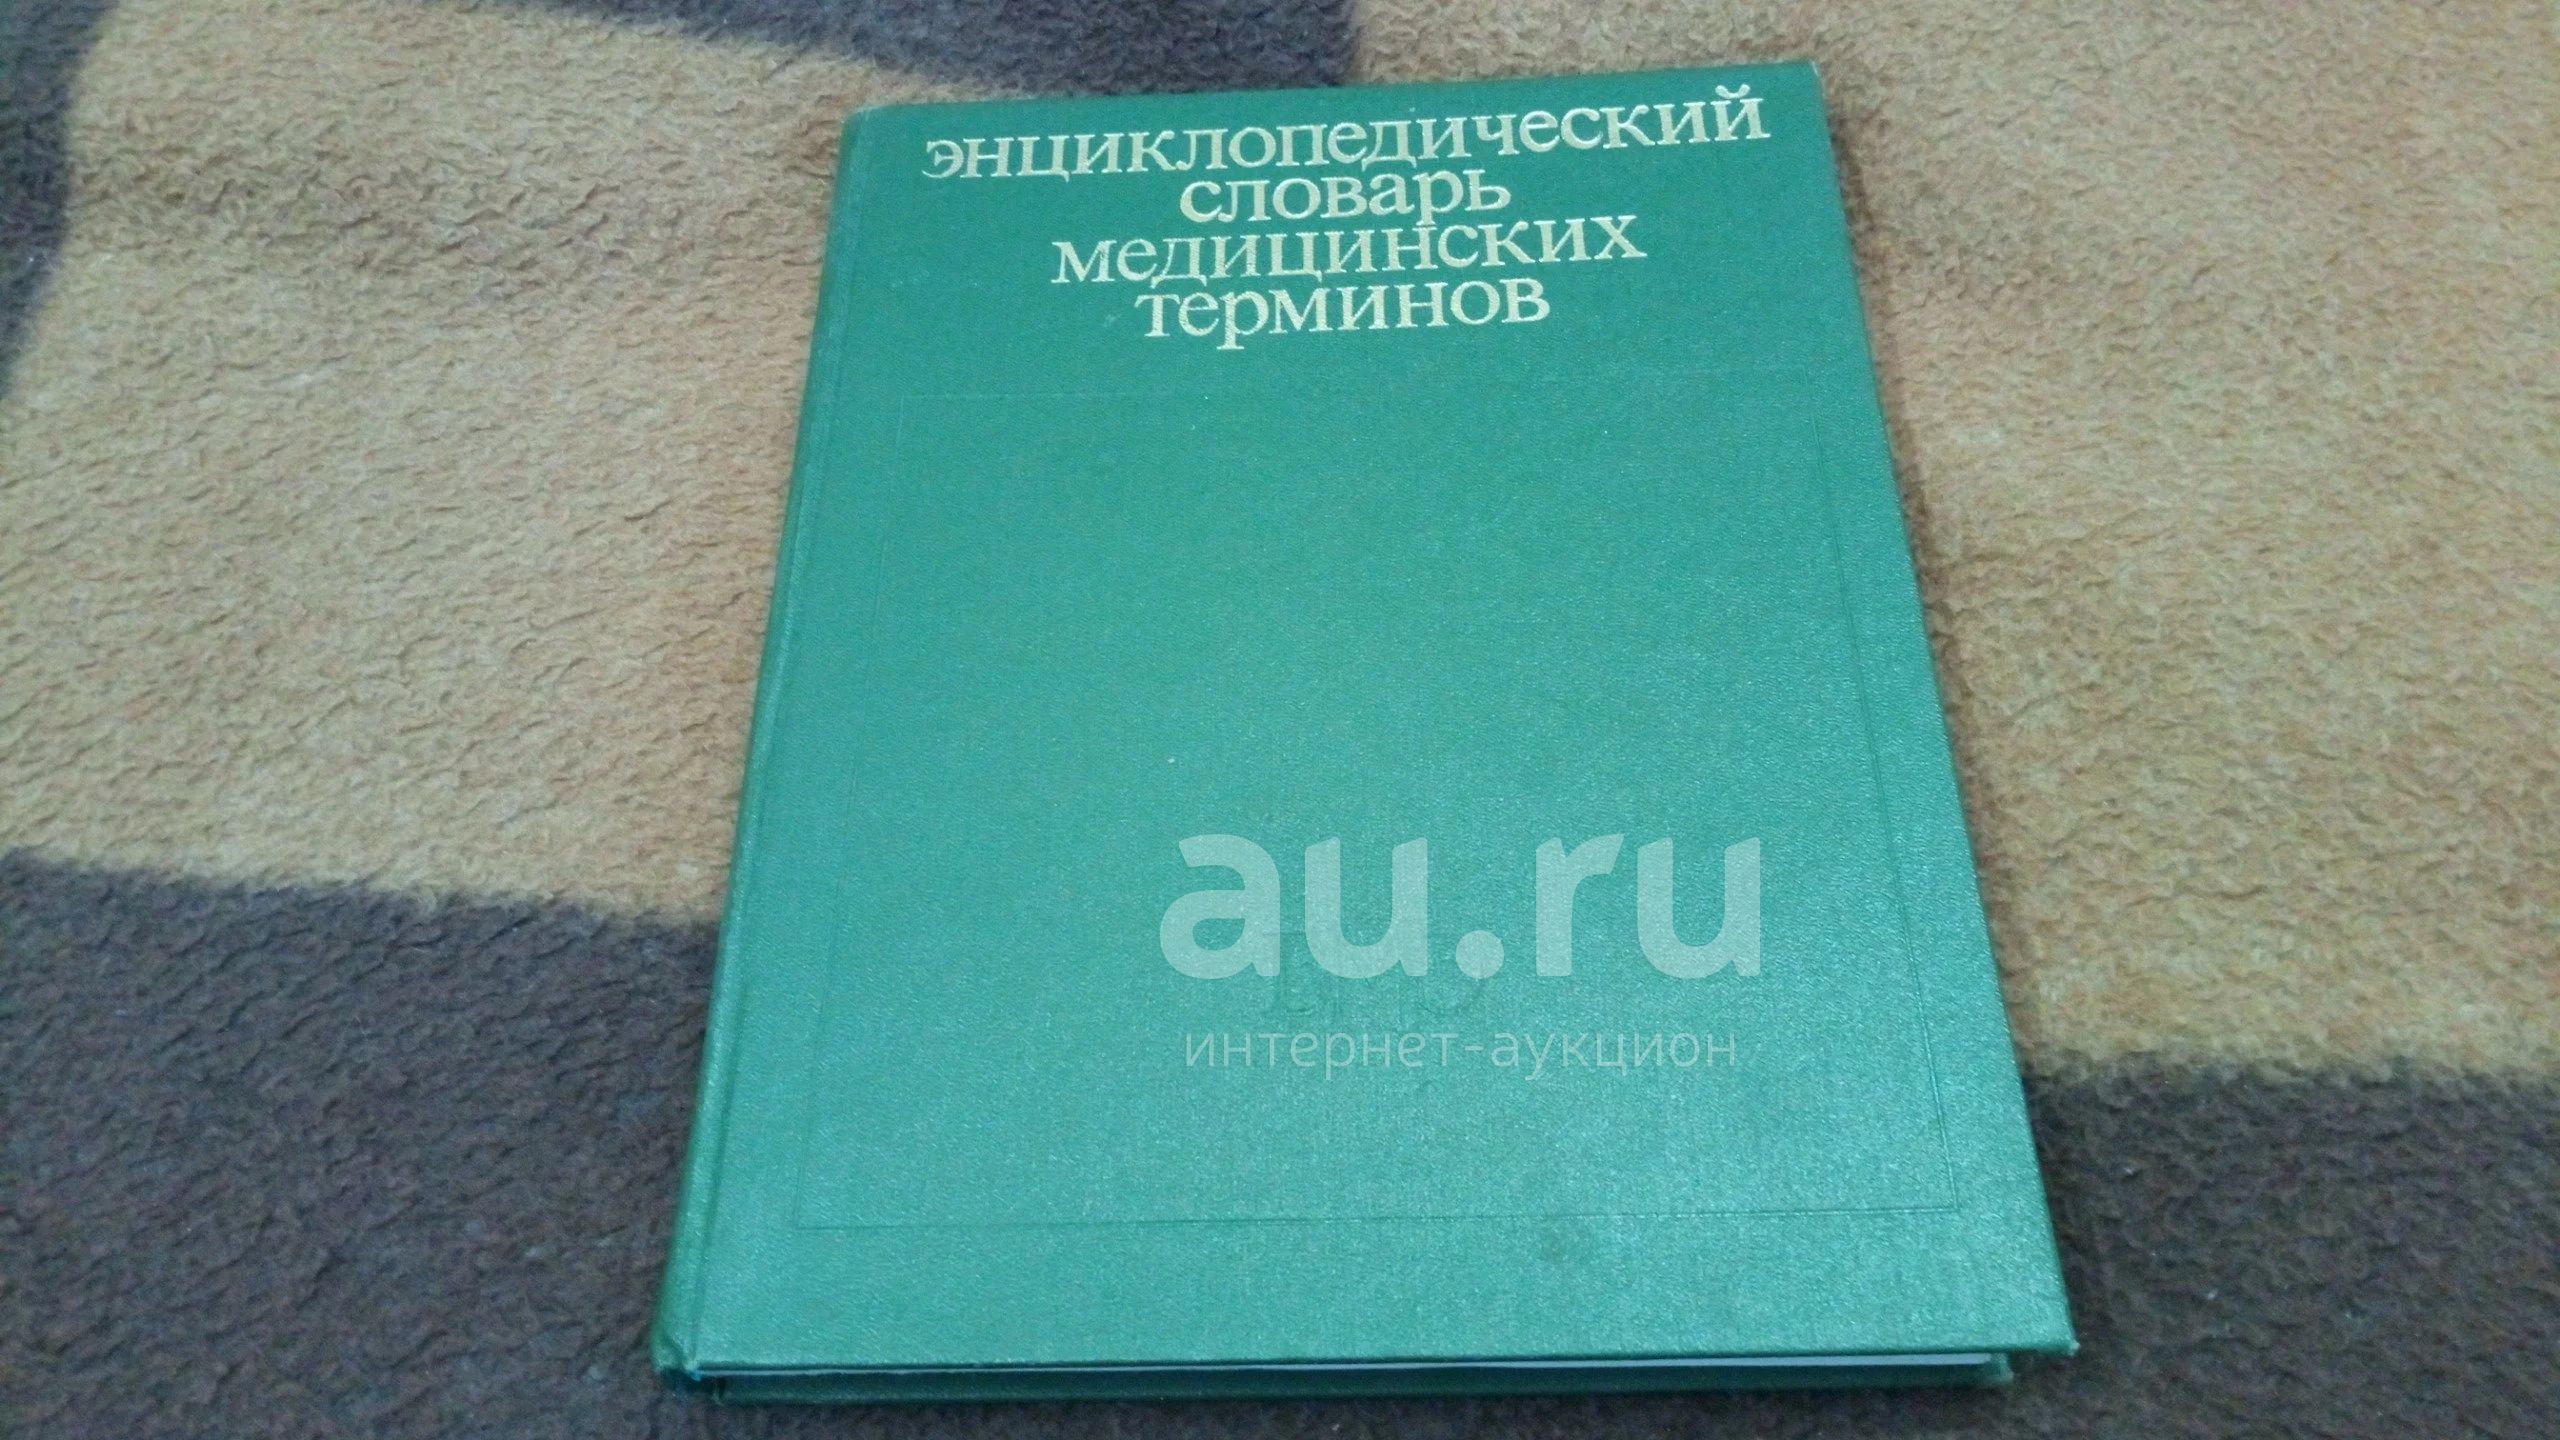 энциклопедический
словарь
медицинских
терминов
au.ru
интернет-аукцион